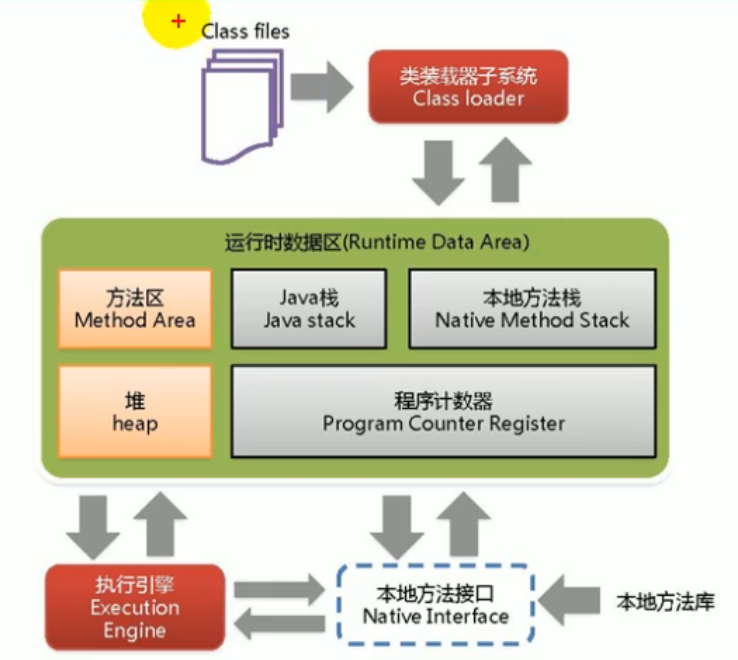 Class files
类装载器子系统
Class loader
运行时数据区(Runtime Data Area)
方法区
Method Area
Java栈
Java stack
本地方法栈
Native Method Stack
堆
heap
程序计数器
Program Counter Register
执行引擎
Execution
Engine
本地方法接口
Native Interface
本地方法库